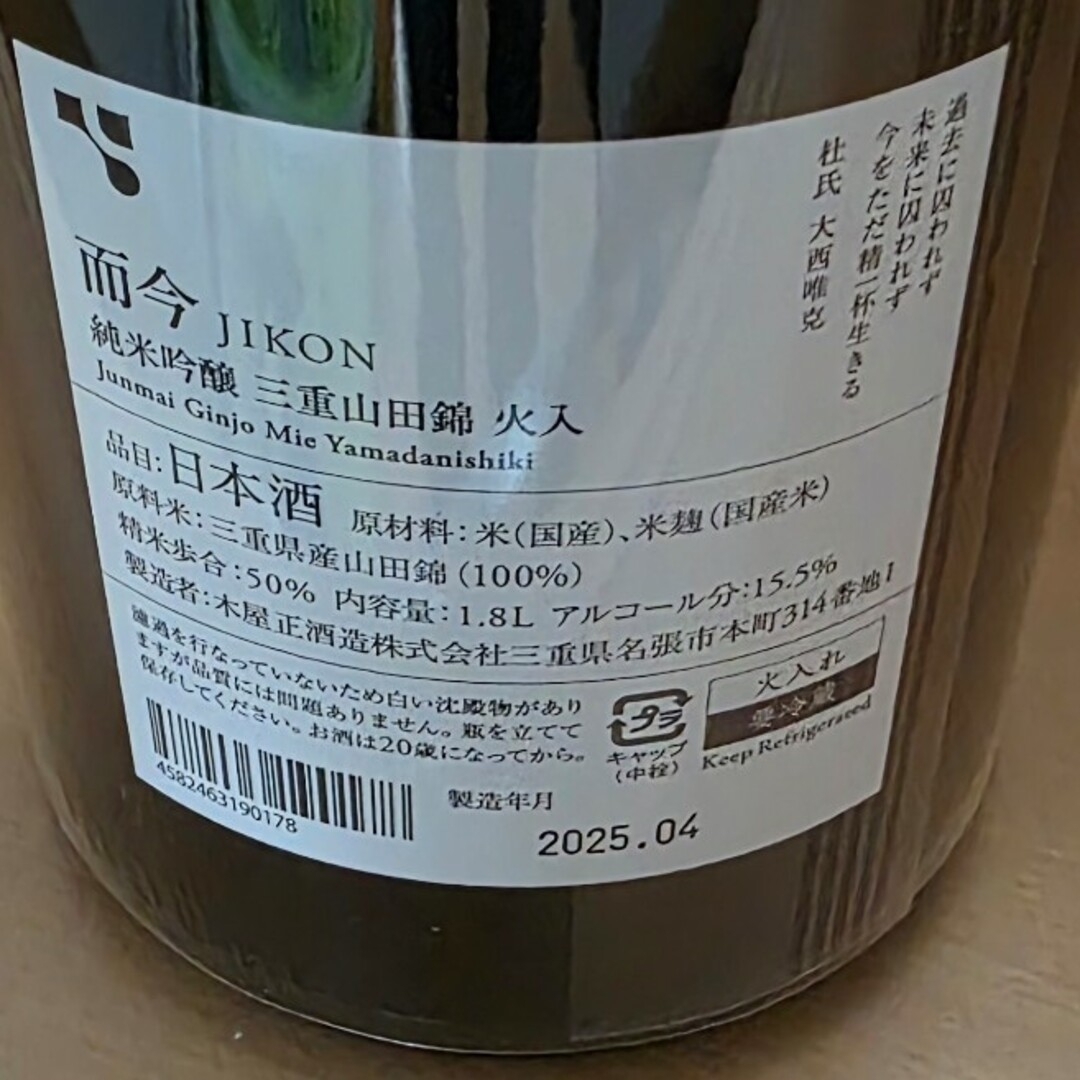 過去に囚われず
未来に囚われず
今をただ精一杯生きる
杜氏 大西唯克
而今 JIKON
純米吟醸 三重山田錦 火入
Junmai Ginjo Mie Yamadanishiki
品目:日本酒 原材料:米(国産)、米麹(国産米)
原料米:三重県産山田錦(100%)
精米歩合:50% 内容量:1.8L アルコール分:15.5%
製造者:木屋正酒造株式会社三重県名張市本町314番地1
濾過を行なっていないため白い沈殿物があり
ますが品質には問題ありません。瓶を立てて
保存してください。お酒は20歳になってから。
プラ
キャップ
(中栓)
火入れ
要冷蔵
Keep Refrigerated
4582463190178
製造年月
2025.04